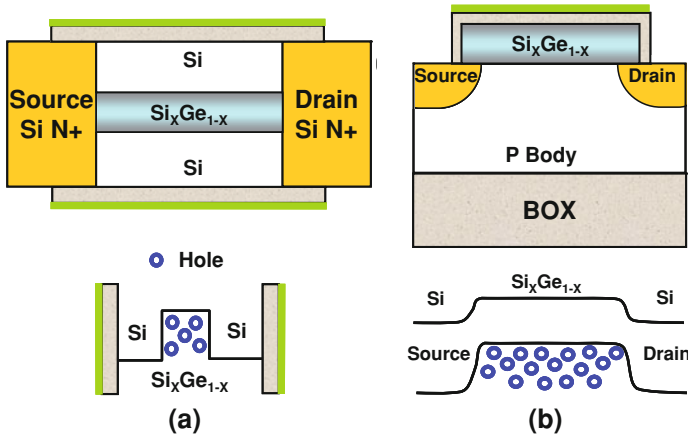 Si
Source
Si N+
SiXGe1-X
Drain
Si N+
Si
Hole
Si
Si
SiXGe1-X
(a)
SiXGe1-X
Source
Drain
P Body
BOX
SiXGe1-X
Si
Si
Source
Drain
(b)